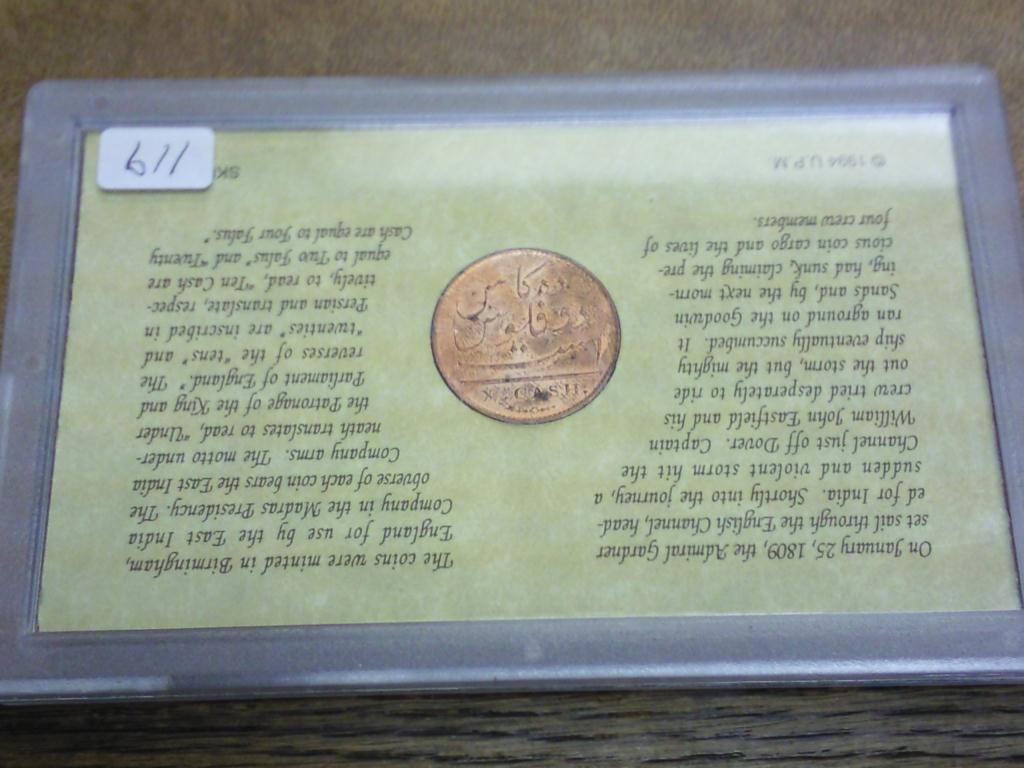 On January 25, 1809, the Admiral Gardner
set sail through the English Channel, head-
ed for India. Shortly into the journey, a
sudden and violent storm hit the
Channel just off Dover. Captain
William John Eastfield and his
crew tried desperately to ride
out the storm, but the mighty
ship eventually succumbed. It
ran aground on the Goodwin
Sands and, by the next morn-
ing, had sunk, claiming the pre-
cious coin cargo and the lives of
four crew members.
The coins were minted in Birmingham,
England for use by the East India
Company in the Madras Presidency. The
obverse of each coin bears the East India
Company arms. The motto under-
neath translates to read, "Under
the Patronage of the King and
Parliament of England." The
reverses of the "tens" and
"twenties" are inscribed in
Persian and translate, respec-
tively, to read, "Ten Cash are
equal to Two Falus" and "Twenty
Cash are equal to Four Falus."
X. CASH.
© 1994 U.P.M.
SK
119